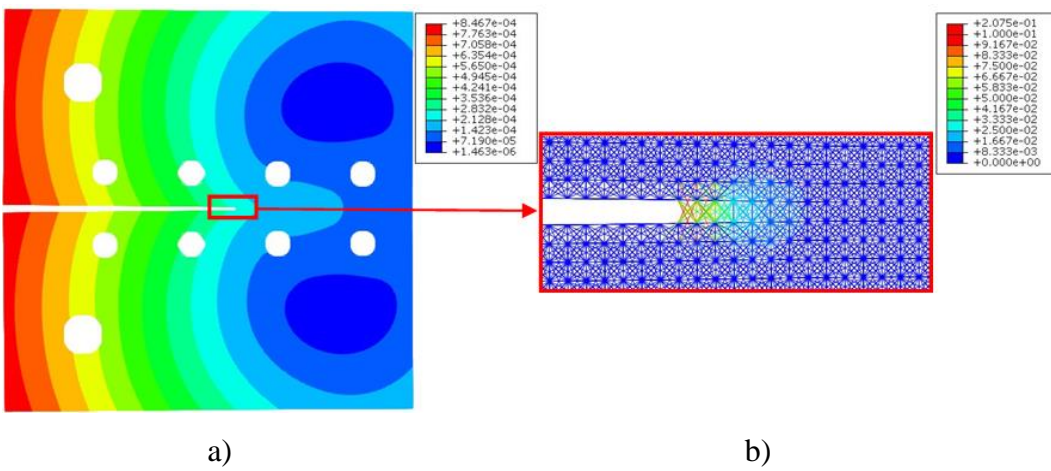 +8.467e-04
+7.763e-04
+7.058e-04
+6.354e-04
+5.650e-04
+4.945e-04
+4.241e-04
+3.536e-04
+2.832e-04
+2.128e-04
+1.423e-04
+7.190e-05
+1.463e-06
+2.075e-01
+1.000e-01
+9.167e-02
+8.333e-02
+7.500e-02
+6.667e-02
+5.833e-02
+5.000e-02
+4.167e-02
+3.333e-02
+2.500e-02
+1.667e-02
+8.333e-03
+0.000e+00
a)
b)